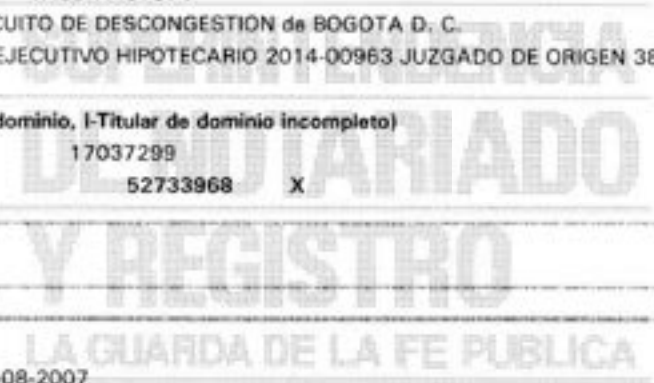 CUITO DE DESCONGESTION de BOGOTA D. C.
EJECUTIVO HIPOTECARIO 2014-00963 JUZGADO DE ORIGEN 38
SUPERINTENDENCIA
dominio, I-Titular de dominio incompleto)
17037299
DE NOTARIADO
52733968 X
Y REGISTRO
LA GUARDA DE LA FE PUBLICA
-08-2007